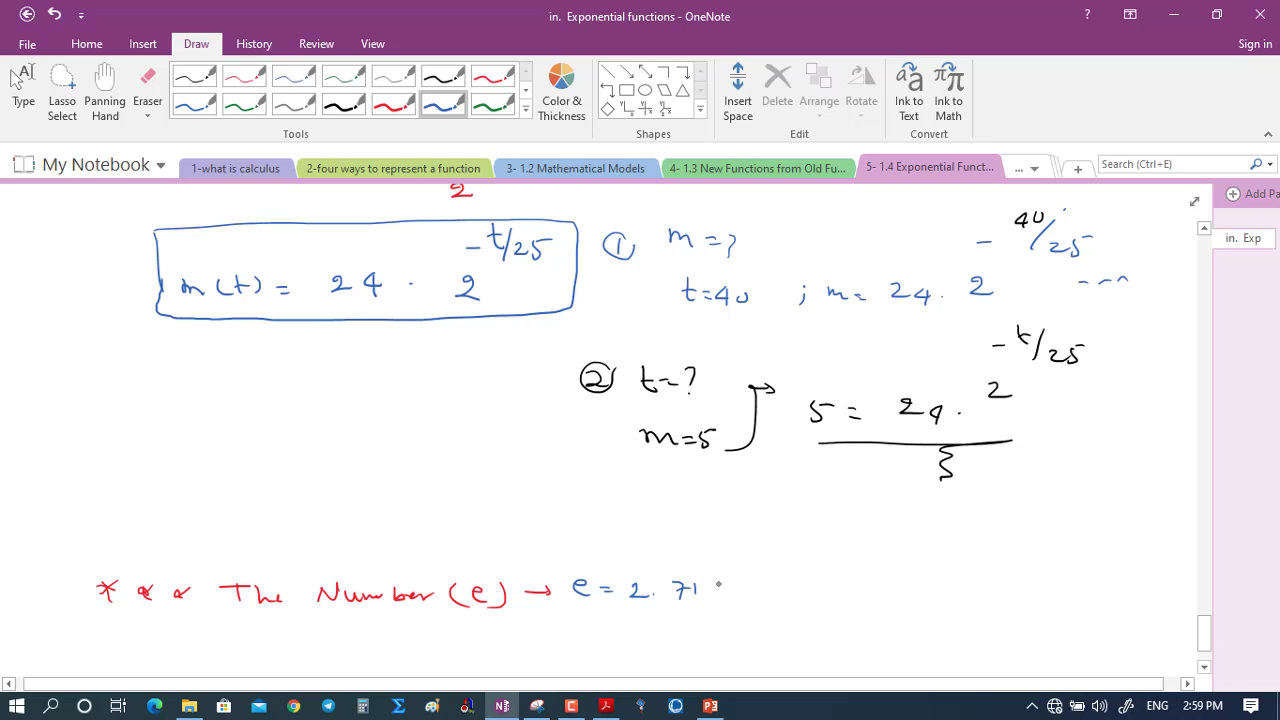 in. Exponential functions - OneNote
?
Sign in
File Home Insert Draw History Review View
Type
Lasso Select
Panning Hand
Eraser
Color & Thickness
Insert Space
Delete
Arrange
Rotate
Ink to Text
Ink to Math
Tools
Shapes
Edit
Convert
My Notebook
1-what is calculus
2-four ways to represent a function
3- 1.2 Mathematical Models
4- 1.3 New Functions from Old Fu...
5- 1.4 Exponential Funct...
...
Search (Ctrl+E)
Add Pag
in. Exp
2
m(t) = 24 · 2^{-t/25}
① m = ?
t=40 ; m = 24 · 2^{-40/25} ---
② t = ?
m=5
5 = 24 · 2^{-t/25}
* * * The Number (e) → e = 2.71
ENG 2:59 PM